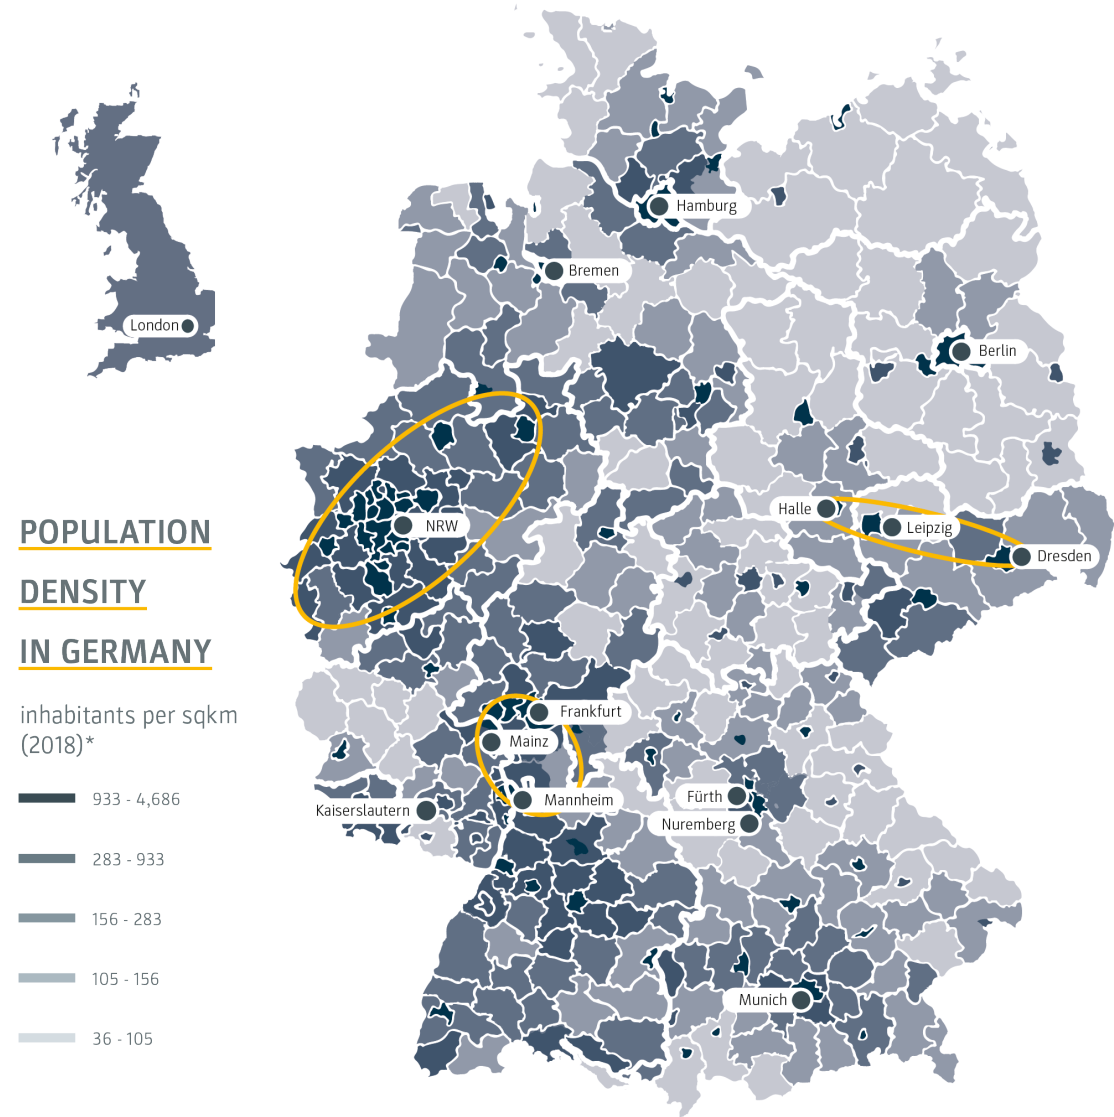 POPULATION
DENSITY
IN GERMANY
inhabitants per sqkm
(2018)*
933 - 4,686
283 - 933
156 - 283
105 - 156
36 - 105
London
Hamburg
Bremen
Berlin
NRW
Halle
Leipzig
Dresden
Frankfurt
Mainz
Mannheim
Kaiserslautern
Fürth
Nuremberg
Munich